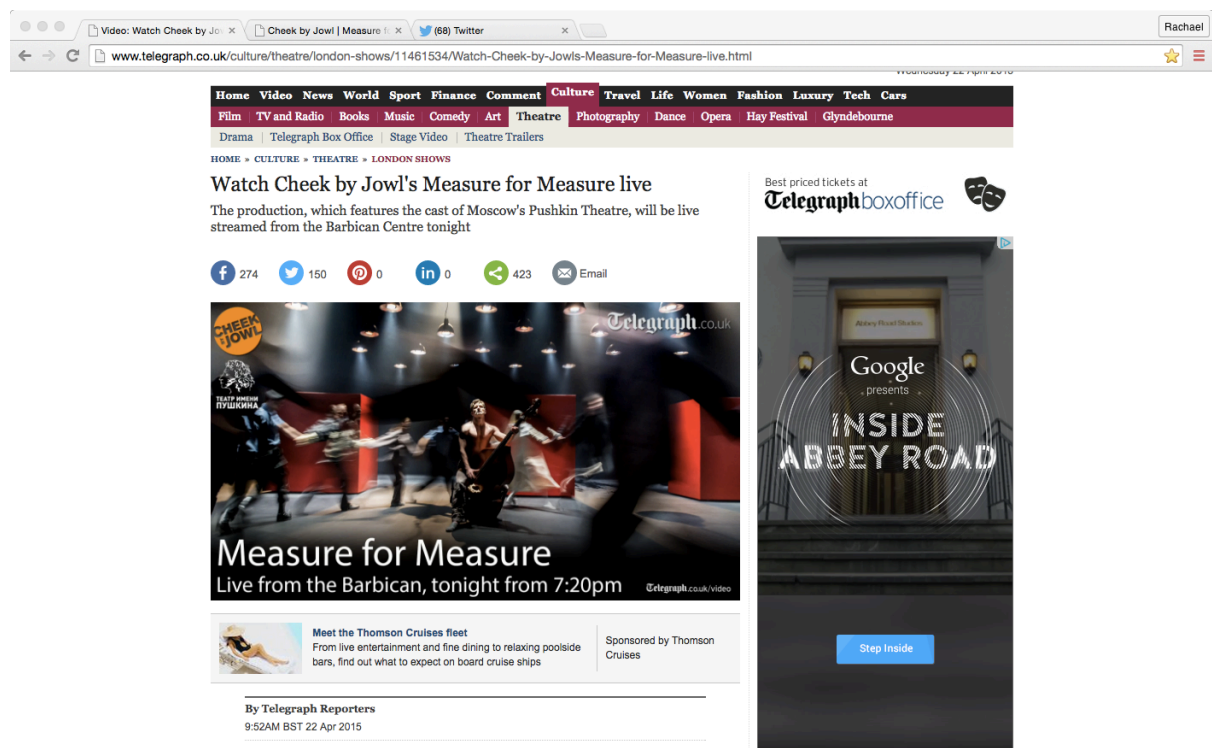 Video: Watch Cheek by Jo
Cheek by Jowl | Measure f
(68) Twitter
Rachael
www.telegraph.co.uk/culture/theatre/london-shows/11461534/Watch-Cheek-by-Jowls-Measure-for-Measure-live.html
Wednesday 22 April 2015
Home Video News World Sport Finance Comment Culture Travel Life Women Fashion Luxury Tech Cars
Film TV and Radio Books Music Comedy Art Theatre Photography Dance Opera Hay Festival Glyndebourne
Drama Telegraph Box Office Stage Video Theatre Trailers
HOME » CULTURE » THEATRE » LONDON SHOWS
Watch Cheek by Jowl's Measure for Measure live
The production, which features the cast of Moscow's Pushkin Theatre, will be live
streamed from the Barbican Centre tonight
274 150 0 in 0 423 Email
CHEEK
BY JOWL
Telegraph.co.uk
ТЕАТР ИМЕНИ
ПУШКИНА
Measure for Measure
Live from the Barbican, tonight from 7:20pm
Telegraph.co.uk/video
Meet the Thomson Cruises fleet
From live entertainment and fine dining to relaxing poolside
bars, find out what to expect on board cruise ships
Sponsored by Thomson
Cruises
By Telegraph Reporters
9:52AM BST 22 Apr 2015
Best priced tickets at
Telegraph boxoffice
Abbey Road Studios
Google
presents
INSIDE
ABBEY ROAD
Step Inside